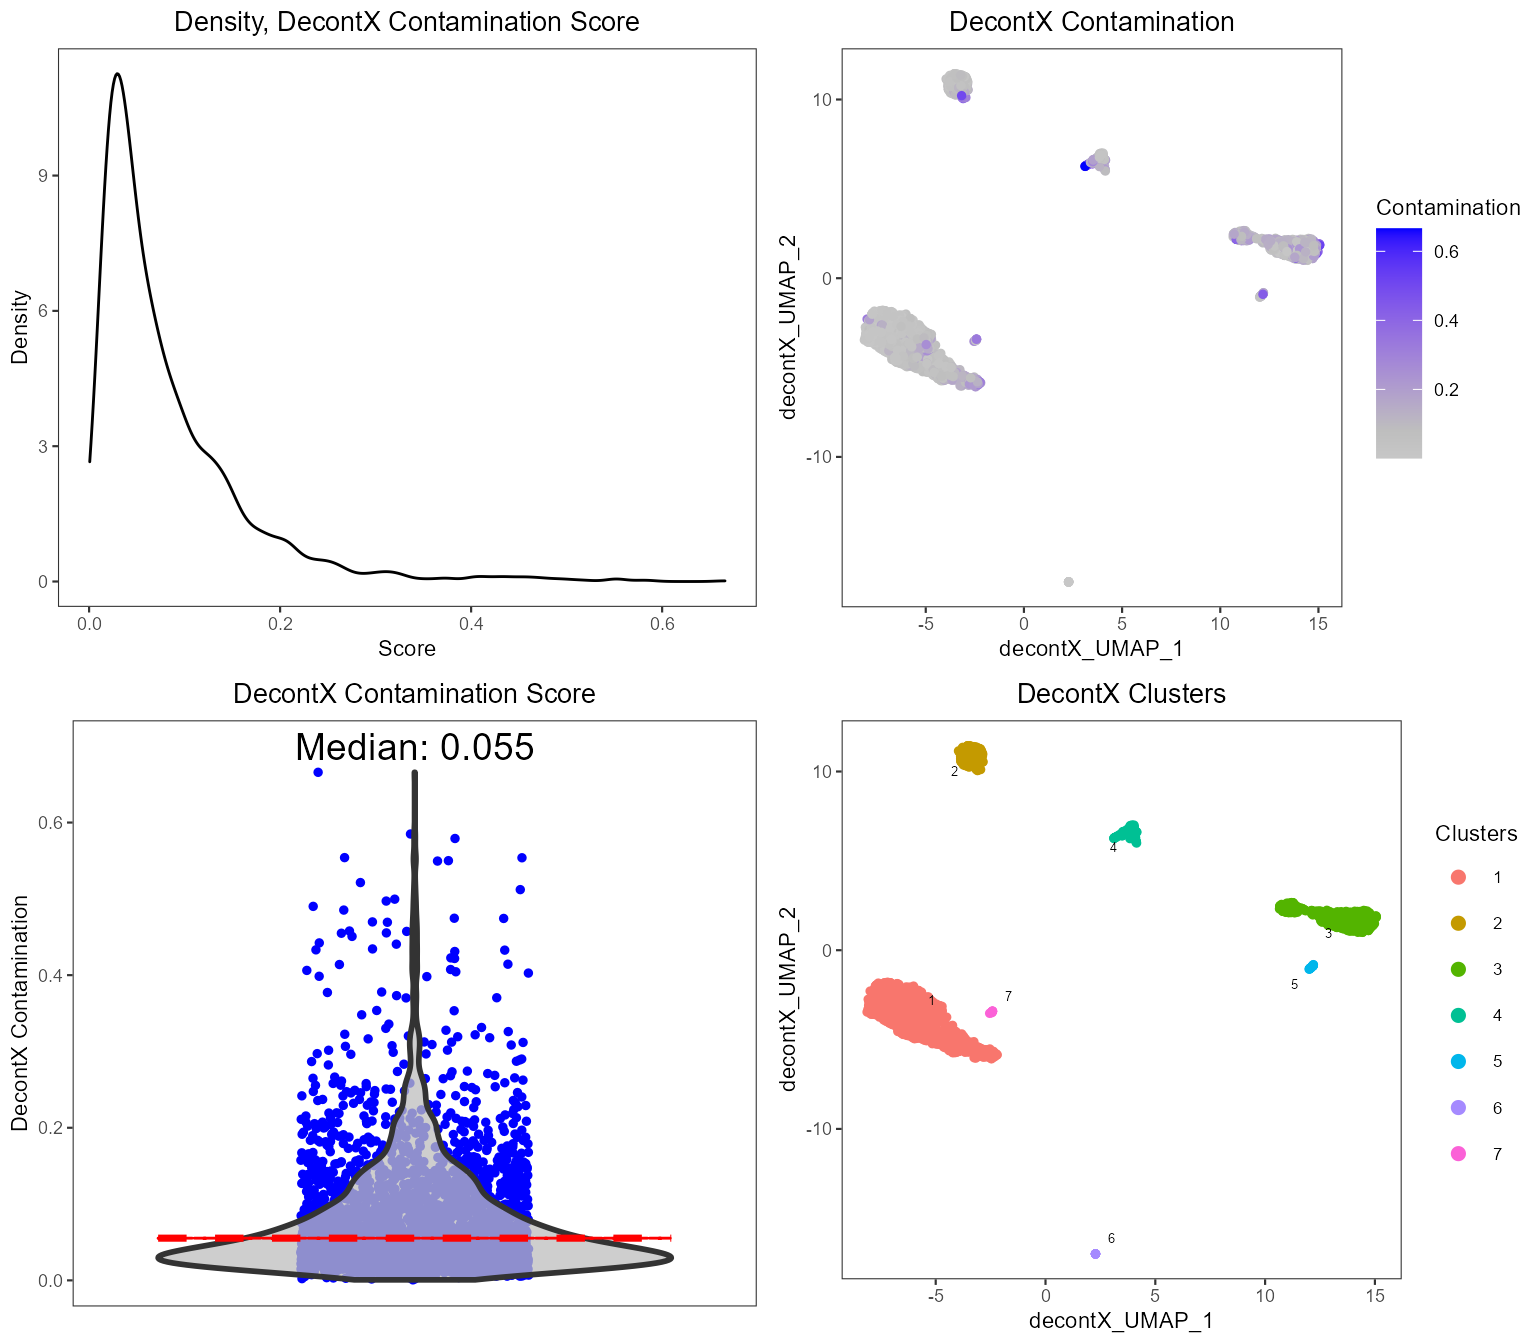 Density, DecontX Contamination Score
Density
9
6
3
0
0.0 0.2 0.4 0.6
Score
DecontX Contamination
decontX_UMAP_2
10
0
-10
-5 0 5 10 15
decontX_UMAP_1
Contamination
0.6
0.4
0.2
DecontX Contamination Score
Median: 0.055
DecontX Contamination
0.6
0.4
0.2
0.0
DecontX Clusters
decontX_UMAP_2
10
0
-10
2
4
3
5
1
7
6
-5 0 5 10 15
decontX_UMAP_1
Clusters
1
2
3
4
5
6
7